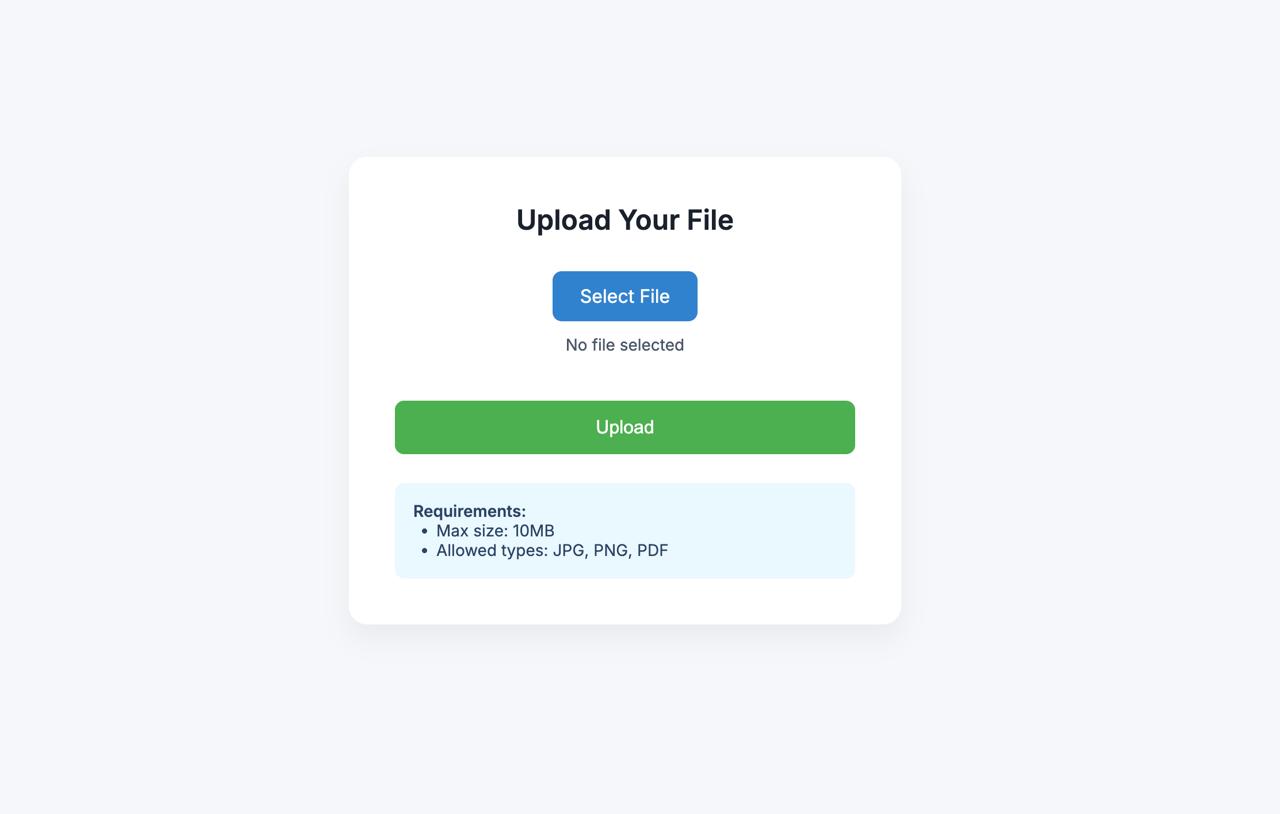 Upload Your File
Select File
No file selected
Upload
Requirements:
• Max size: 10MB
• Allowed types: JPG, PNG, PDF